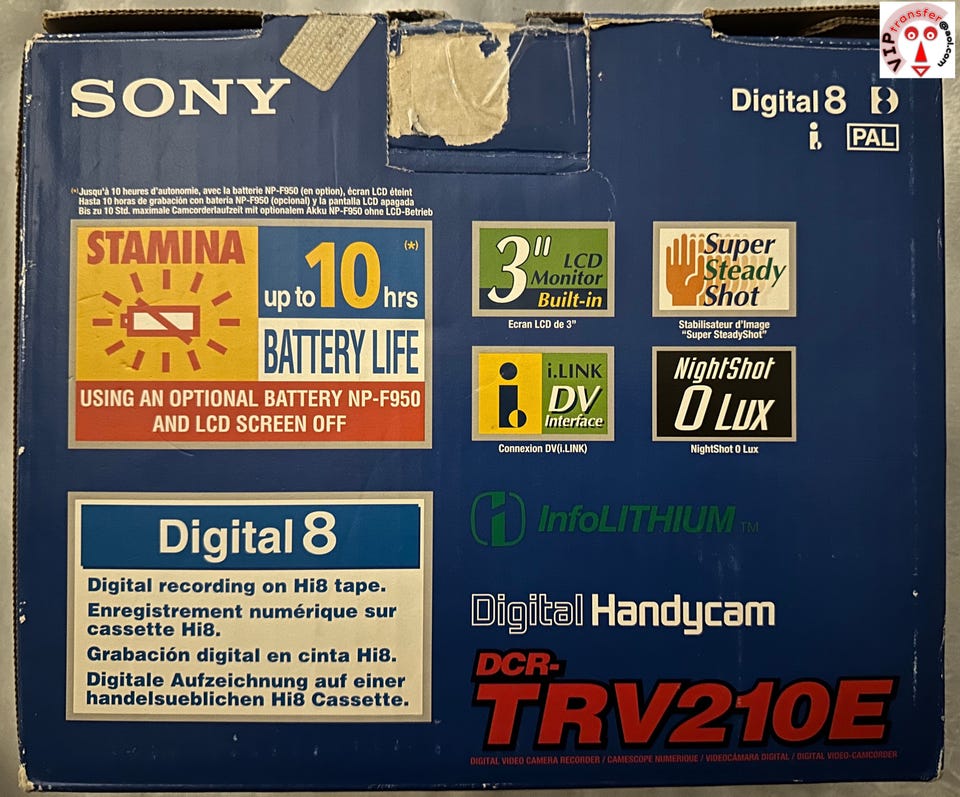 VIPtransfer@aol.com
SONY
Digital 8
i.
PAL
(*)Jusqu'à 10 heures d'autonomie, avec la batterie NP-F950 (en option), écran LCD éteint
Hasta 10 horas de grabación con batería NP-F950 (opcional) y la pantalla LCD apagada
Bis zu 10 Std. maximale Camcorderlaufzeit mit optionalem Akku NP-F950 ohne LCD-Betrieb
STAMINA
up to 10 hrs (*)
BATTERY LIFE
USING AN OPTIONAL BATTERY NP-F950
AND LCD SCREEN OFF
3" LCD
Monitor
Built-in
Ecran LCD de 3"
Super
Steady
Shot
Stabilisateur d'Image
"Super SteadyShot"
i.LINK
DV
Interface
Connexion DV(i.LINK)
NightShot
0 LUX
NightShot 0 Lux
Digital 8
Digital recording on Hi8 tape.
Enregistrement numérique sur
cassette Hi8.
Grabación digital en cinta Hi8.
Digitale Aufzeichnung auf einer
handelsueblichen Hi8 Cassette.
InfoLITHIUM TM
Digital Handycam
DCR-
TRV210E
DIGITAL VIDEO CAMERA RECORDER / CAMESCOPE NUMERIQUE / VIDEOCÁMARA DIGITAL / DIGITAL VIDEO-CAMCORDER